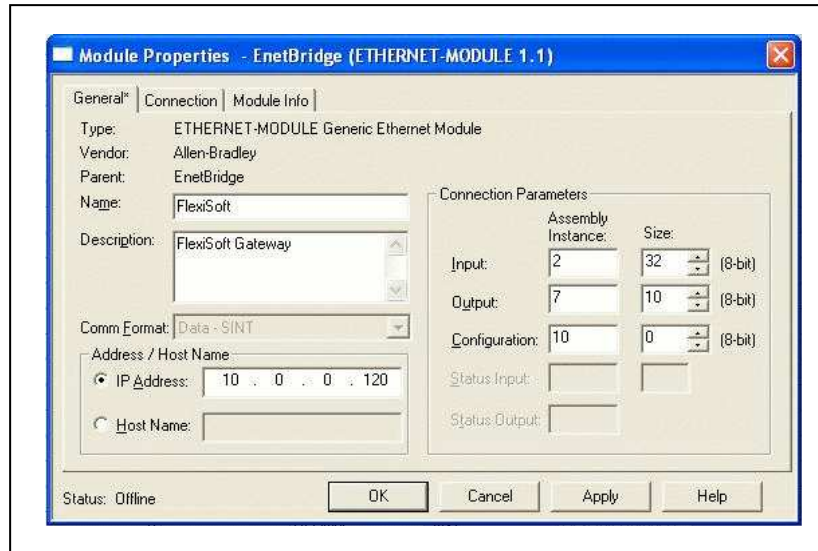 Module Properties - EnetBridge (ETHERNET-MODULE 1.1)
General* Connection Module Info
Type: ETHERNET-MODULE Generic Ethernet Module
Vendor: Allen-Bradley
Parent: EnetBridge
Name: FlexiSoft
Description: FlexiSoft Gateway
Comm Format: Data - SINT
Address / Host Name
IP Address: 10 . 0 . 0 . 120
Host Name:
Connection Parameters
Assembly Instance: Size:
Input: 2 32 (8-bit)
Output: 7 10 (8-bit)
Configuration: 10 0 (8-bit)
Status Input:
Status Output:
Status: Offline
OK Cancel Apply Help